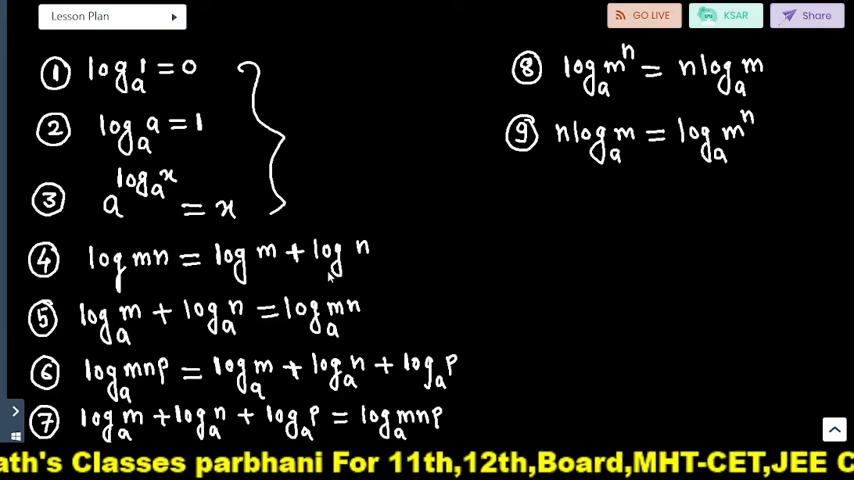 Lesson Plan
GO LIVE
KSAR
Share
① logₐ1 = 0
② logₐa = 1
③ a^(logₐx) = x
④ log mn = log m + log n
⑤ logₐm + logₐn = logₐmn
⑥ logₐmnp = logₐm + logₐn + logₐp
⑦ logₐm + logₐn + logₐp = logₐmnp
⑧ logₐmⁿ = n logₐm
⑨ n logₐm = logₐmⁿ
ath's Classes parbhani For 11th,12th,Board,MHT-CET,JEE C